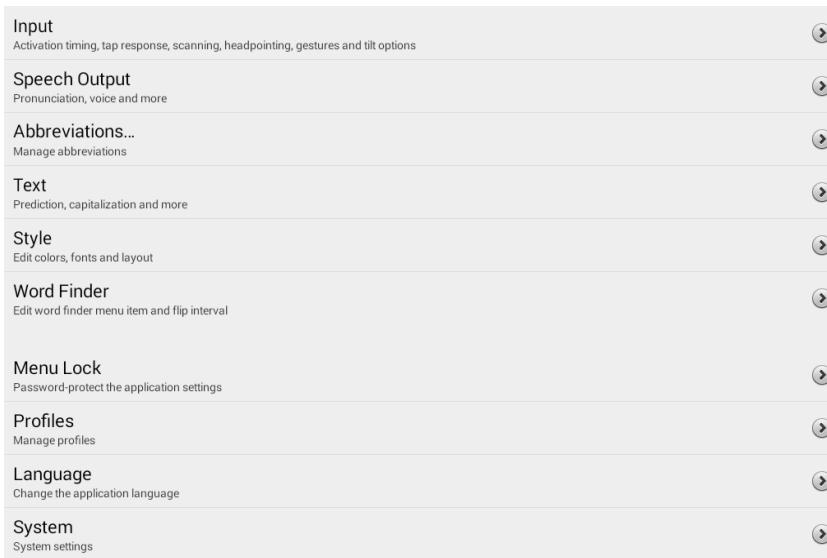 Input
Activation timing, tap response, scanning, headpointing, gestures and tilt options
Speech Output
Pronunciation, voice and more
Abbreviations...
Manage abbreviations
Text
Prediction, capitalization and more
Style
Edit colors, fonts and layout
Word Finder
Edit word finder menu item and flip interval
Menu Lock
Password-protect the application settings
Profiles
Manage profiles
Language
Change the application language
System
System settings